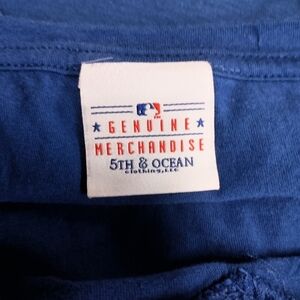 GENUINE
MERCHANDISE
5TH & OCEAN
clothing, LLC